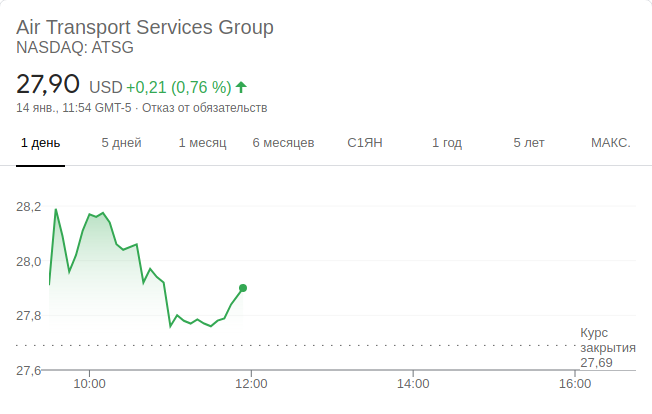 Air Transport Services Group
NASDAQ: ATSG
27,90 USD +0,21 (0,76 %)
14 янв., 11:54 GMT-5 · Отказ от обязательств
1 день 5 дней 1 месяц 6 месяцев С1ЯН 1 год 5 лет МАКС.
28,2
28,0
27,8
Курс
закрытия
27,69
27,6
10:00 12:00 14:00 16:00